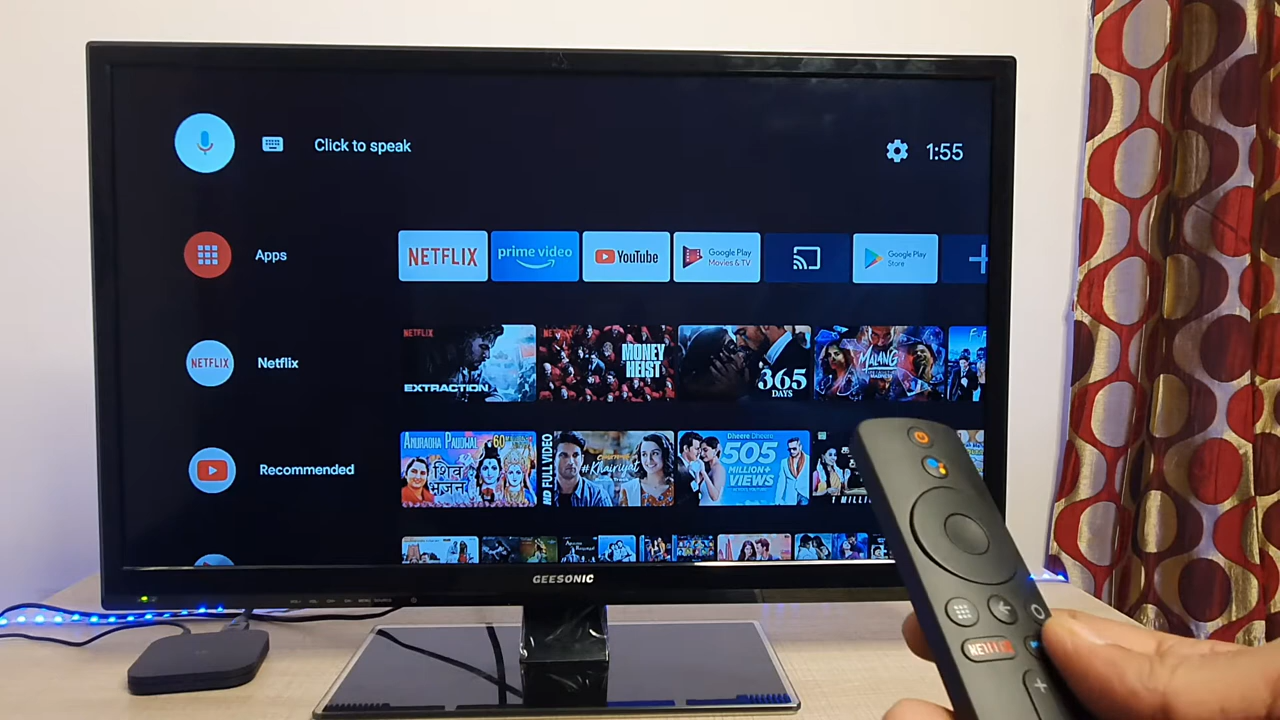 Click to speak
1:55
Apps
NETFLIX
prime video
YouTube
Google Play
Movies & TV
Google Play
Store
NETFLIX
Netflix
NETFLIX
EXTRACTION
MONEY
HEIST
365
DAYS
MALANG
Recommended
ANURADHA PAUDWAL
शिव
भजन
HD FULL VIDEO
#Khairiyat
Dheere Dheere
505
MILLION+
VIEWS
GEESONIC
NETFLIX